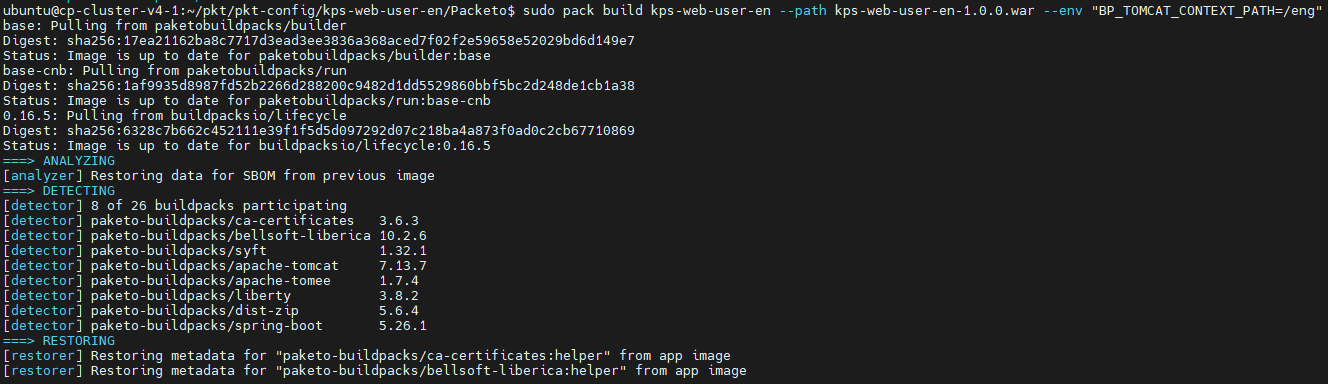 ubuntu@cp-cluster-v4-1:~/pkt/pkt-config/kps-web-user-en/Packeto$ sudo pack build kps-web-user-en --path kps-web-user-en-1.0.0.war --env "BP_TOMCAT_CONTEXT_PATH=/eng"
base: Pulling from paketobuildpacks/builder
Digest: sha256:17ea21162ba8c7717d3ead3ee3836a368aced7f02f2e59658e52029bd6d149e7
Status: Image is up to date for paketobuildpacks/builder:base
base-cnb: Pulling from paketobuildpacks/run
Digest: sha256:1af9935d8987fd52b2266d288200c9482d1dd5529860bbf5bc2d248de1cb1a38
Status: Image is up to date for paketobuildpacks/run:base-cnb
0.16.5: Pulling from buildpacksio/lifecycle
Digest: sha256:6328c7b662c452111e39f1f5d5d097292d07c218ba4a873f0ad0c2cb67710869
Status: Image is up to date for buildpacksio/lifecycle:0.16.5
===> ANALYZING
[analyzer] Restoring data for SBOM from previous image
===> DETECTING
[detector] 8 of 26 buildpacks participating
[detector] paketo-buildpacks/ca-certificates   3.6.3
[detector] paketo-buildpacks/bellsoft-liberica 10.2.6
[detector] paketo-buildpacks/syft              1.32.1
[detector] paketo-buildpacks/apache-tomcat     7.13.7
[detector] paketo-buildpacks/apache-tomee      1.7.4
[detector] paketo-buildpacks/liberty           3.8.2
[detector] paketo-buildpacks/dist-zip          5.6.4
[detector] paketo-buildpacks/spring-boot       5.26.1
===> RESTORING
[restorer] Restoring metadata for "paketo-buildpacks/ca-certificates:helper" from app image
[restorer] Restoring metadata for "paketo-buildpacks/bellsoft-liberica:helper" from app image